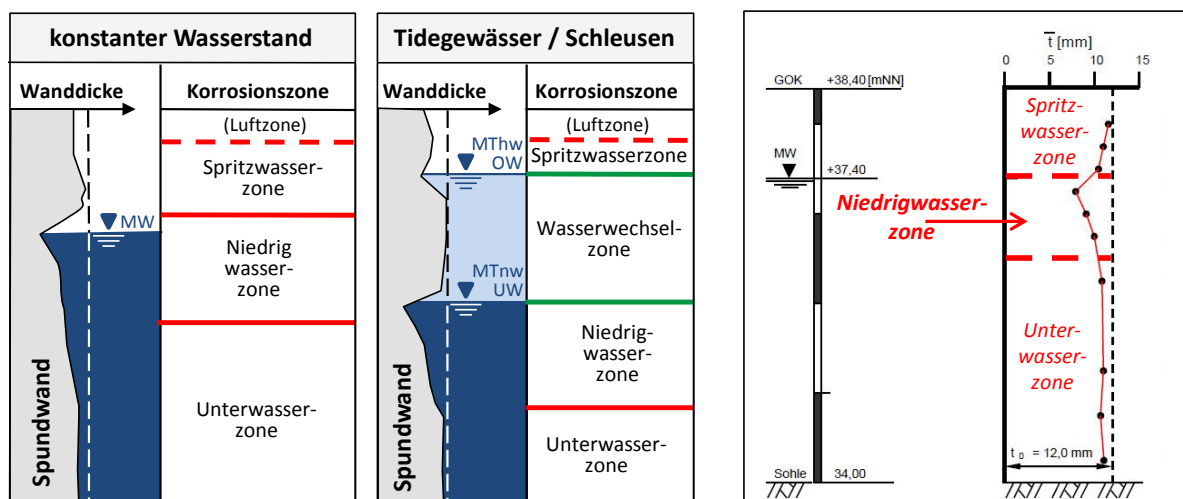 konstanter Wasserstand
Wanddicke
Korrosionszone
(Luftzone)
Spritzwasser-
zone
MW
Niedrig
wasser-
zone
Unterwasser-
zone
Spundwand
Tidegewässer / Schleusen
Wanddicke
Korrosionszone
(Luftzone)
MThw
OW
Spritzwasserzone
Wasserwechsel-
zone
MTnw
UW
Niedrig-
wasser-
zone
Unterwasser-
zone
Spundwand
t [mm]
0 5 10 15
GOK +38,40 [mNN]
Spritz-
wasser-
zone
MW
+37,40
Niedrigwasser-
zone
Unter-
wasser-
zone
t 0 = 12,0 mm
Sohle 34,00